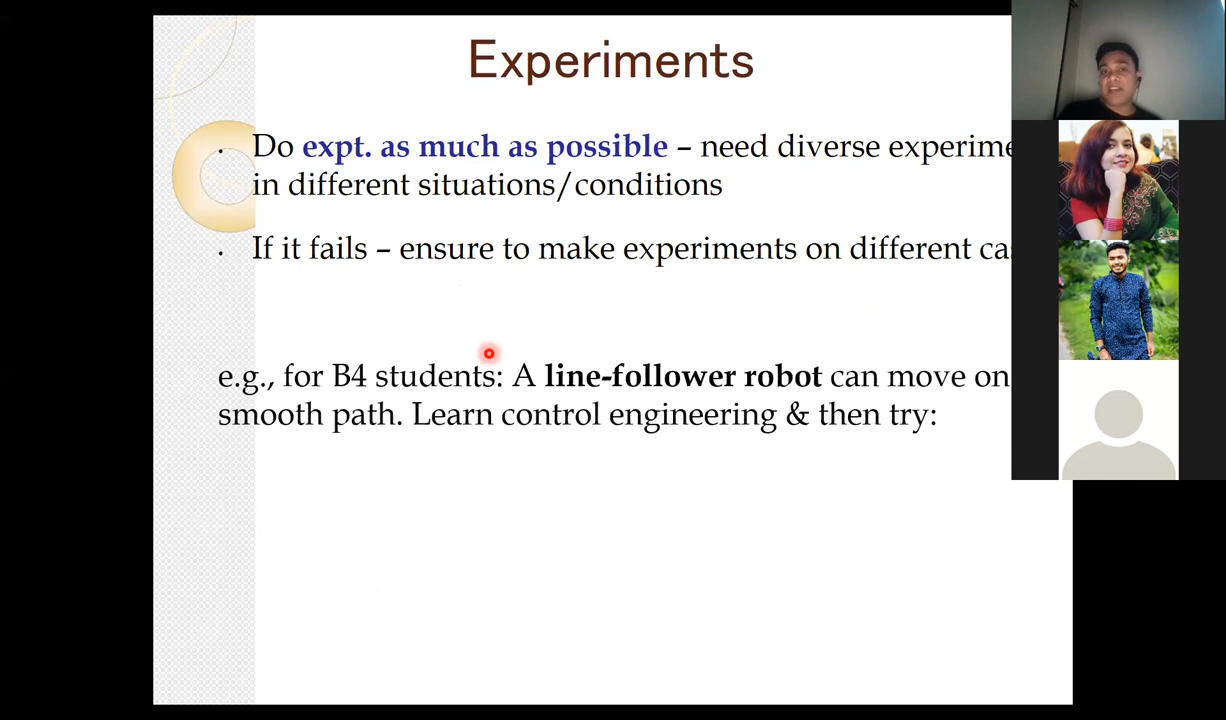 Experiments
· Do expt. as much as possible – need diverse
in different situations/conditions
· If it fails – ensure to make experiments on different
e.g., for B4 students: A line-follower robot can move on
smooth path. Learn control engineering & then try: